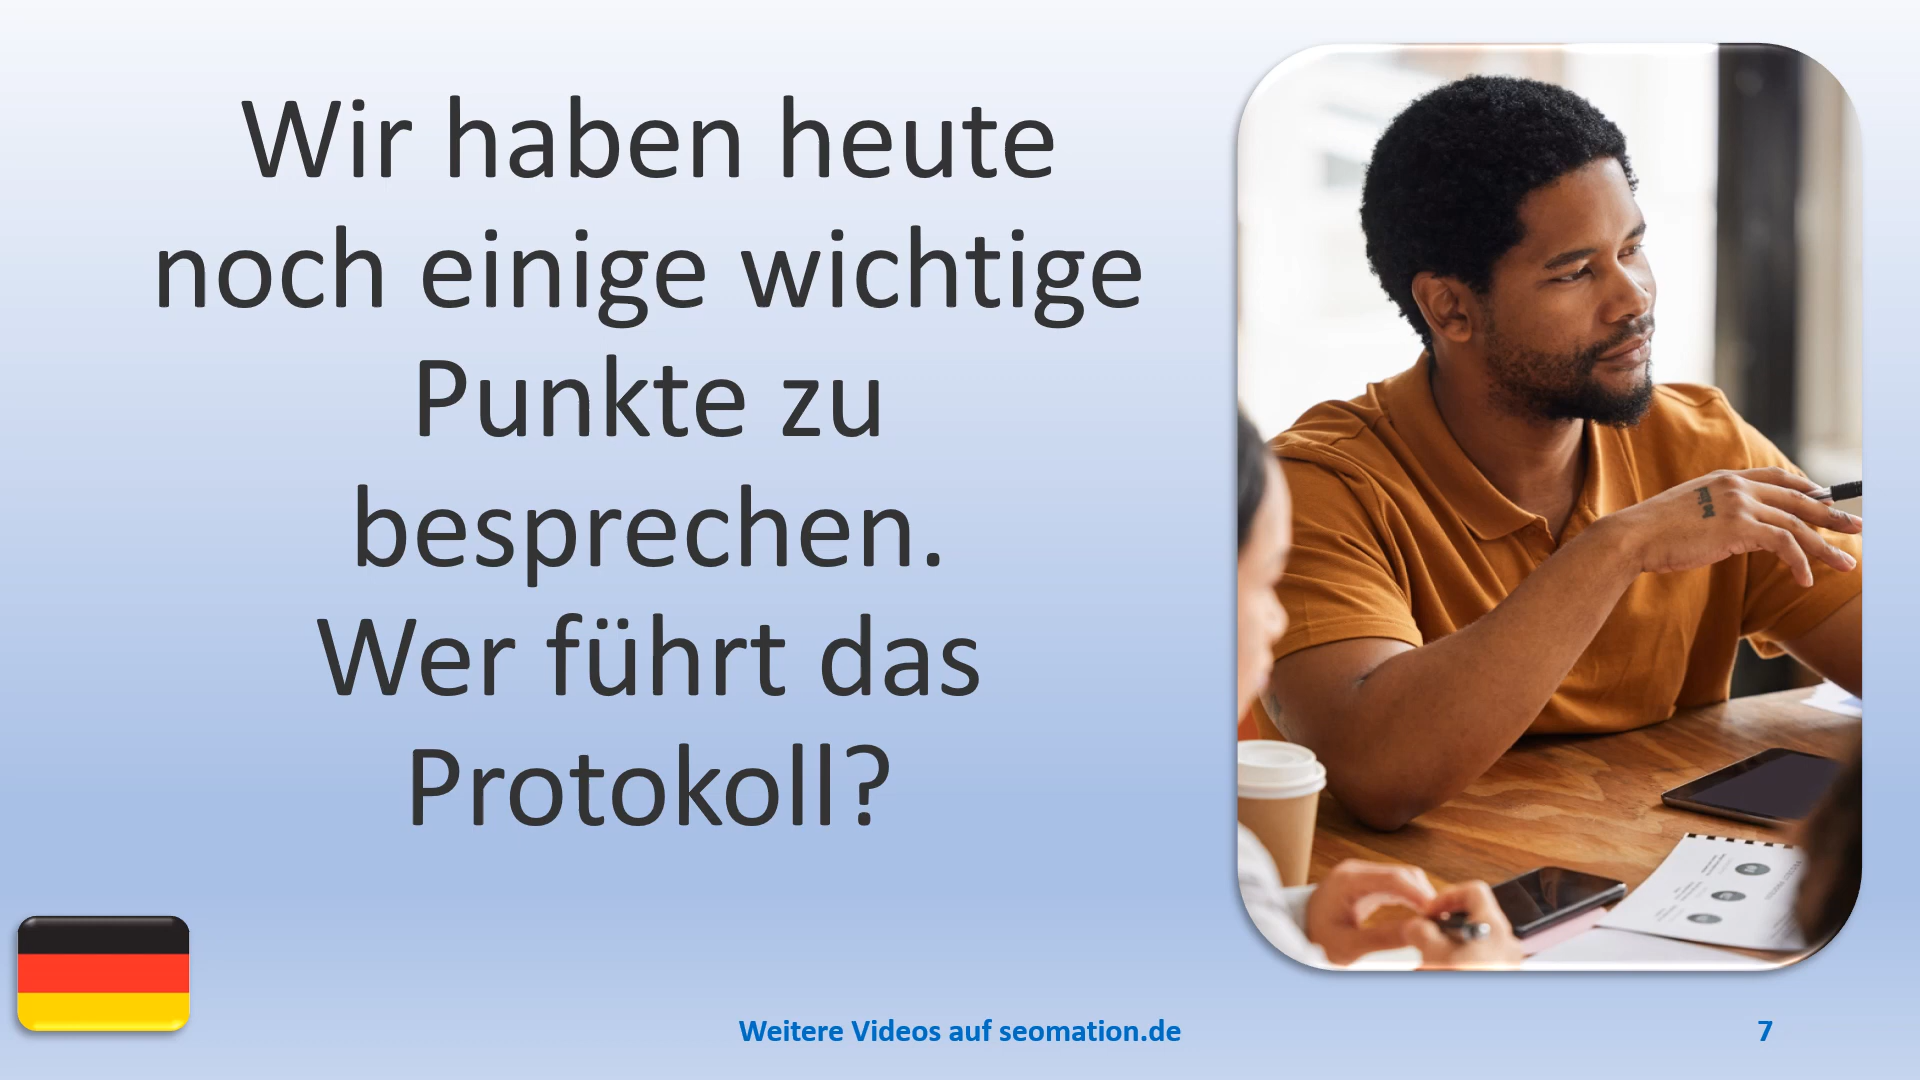 Wir haben heute
noch einige wichtige
Punkte zu
besprechen.
Wer führt das
Protokoll?
Weitere Videos auf seomation.de
7